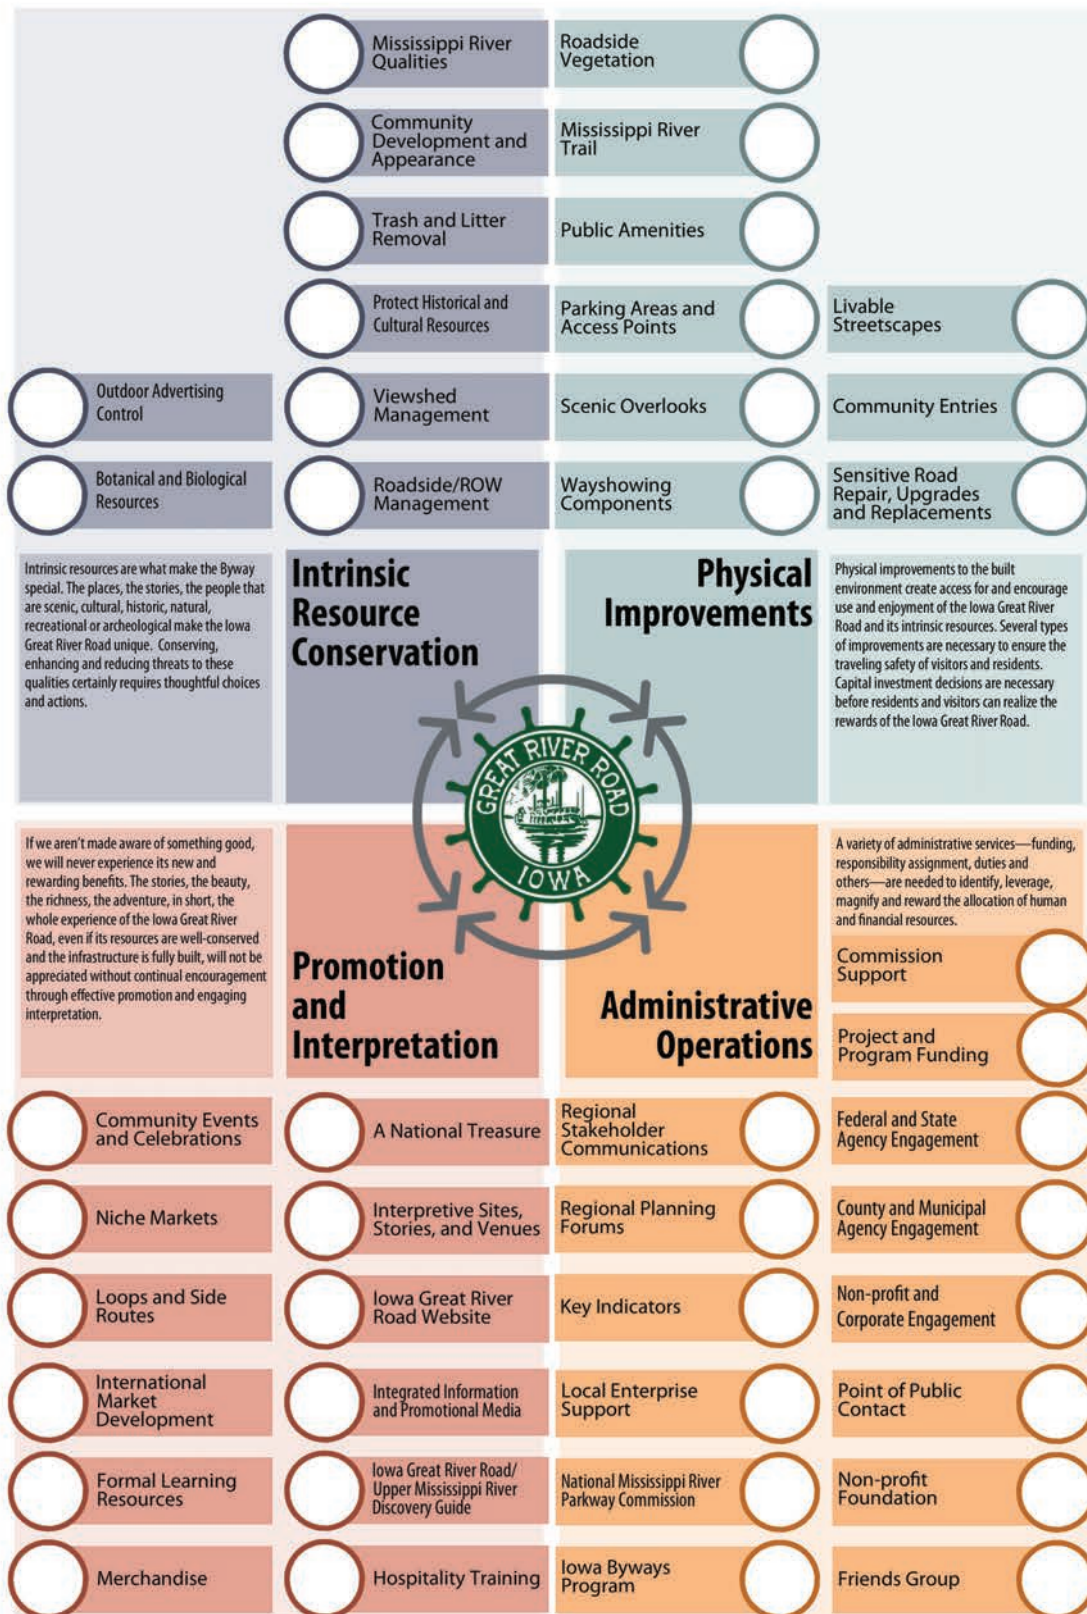 Mississippi River
Qualities
Community
Development and
Appearance
Trash and Litter
Removal
Protect Historical and
Cultural Resources
Outdoor Advertising
Control
Viewshed
Management
Botanical and Biological
Resources
Roadside/ROW
Management
Roadside
Vegetation
Mississippi River
Trail
Public Amenities
Parking Areas and
Access Points
Livable
Streetscapes
Scenic Overlooks
Community Entries
Wayshowing
Components
Sensitive Road
Repair, Upgrades
and Replacements
Intrinsic resources are what make the Byway
special. The places, the stories, the people that
are scenic, cultural, historic, natural,
recreational or archeological make the Iowa
Great River Road unique. Conserving,
enhancing and reducing threats to these
qualities certainly requires thoughtful choices
and actions.
Intrinsic
Resource
Conservation
Physical
Improvements
Physical improvements to the built
environment create access for and encourage
use and enjoyment of the Iowa Great River
Road and its intrinsic resources. Several types
of improvements are necessary to ensure the
traveling safety of visitors and residents.
Capital investment decisions are necessary
before residents and visitors can realize the
rewards of the Iowa Great River Road.
GREAT RIVER ROAD
IOWA
If we aren't made aware of something good,
we will never experience its new and
rewarding benefits. The stories, the beauty,
the richness, the adventure, in short, the
whole experience of the Iowa Great River
Road, even if its resources are well-conserved
and the infrastructure is fully built, will not be
appreciated without continual encouragement
through effective promotion and engaging
interpretation.
Promotion
and
Interpretation
Administrative
Operations
A variety of administrative services—funding,
responsibility assignment, duties and
others—are needed to identify, leverage,
magnify and reward the allocation of human
and financial resources.
Commission
Support
Project and
Program Funding
Community Events
and Celebrations
A National Treasure
Niche Markets
Interpretive Sites,
Stories, and Venues
Loops and Side
Routes
Iowa Great River
Road Website
International
Market
Development
Integrated Information
and Promotional Media
Formal Learning
Resources
Iowa Great River Road/
Upper Mississippi River
Discovery Guide
Merchandise
Hospitality Training
Regional
Stakeholder
Communications
Federal and State
Agency Engagement
Regional Planning
Forums
County and Municipal
Agency Engagement
Key Indicators
Non-profit and
Corporate Engagement
Local Enterprise
Support
Point of Public
Contact
National Mississippi River
Parkway Commission
Non-profit
Foundation
Iowa Byways
Program
Friends Group